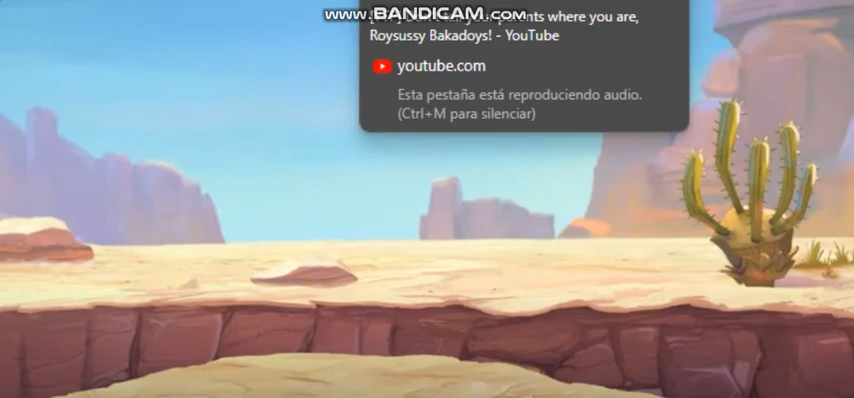 www.BANDICAM.com
parents where you are,
Roysussy Bakadoys! - YouTube
youtube.com
Esta pestaña está reproduciendo audio.
(Ctrl+M para silenciar)